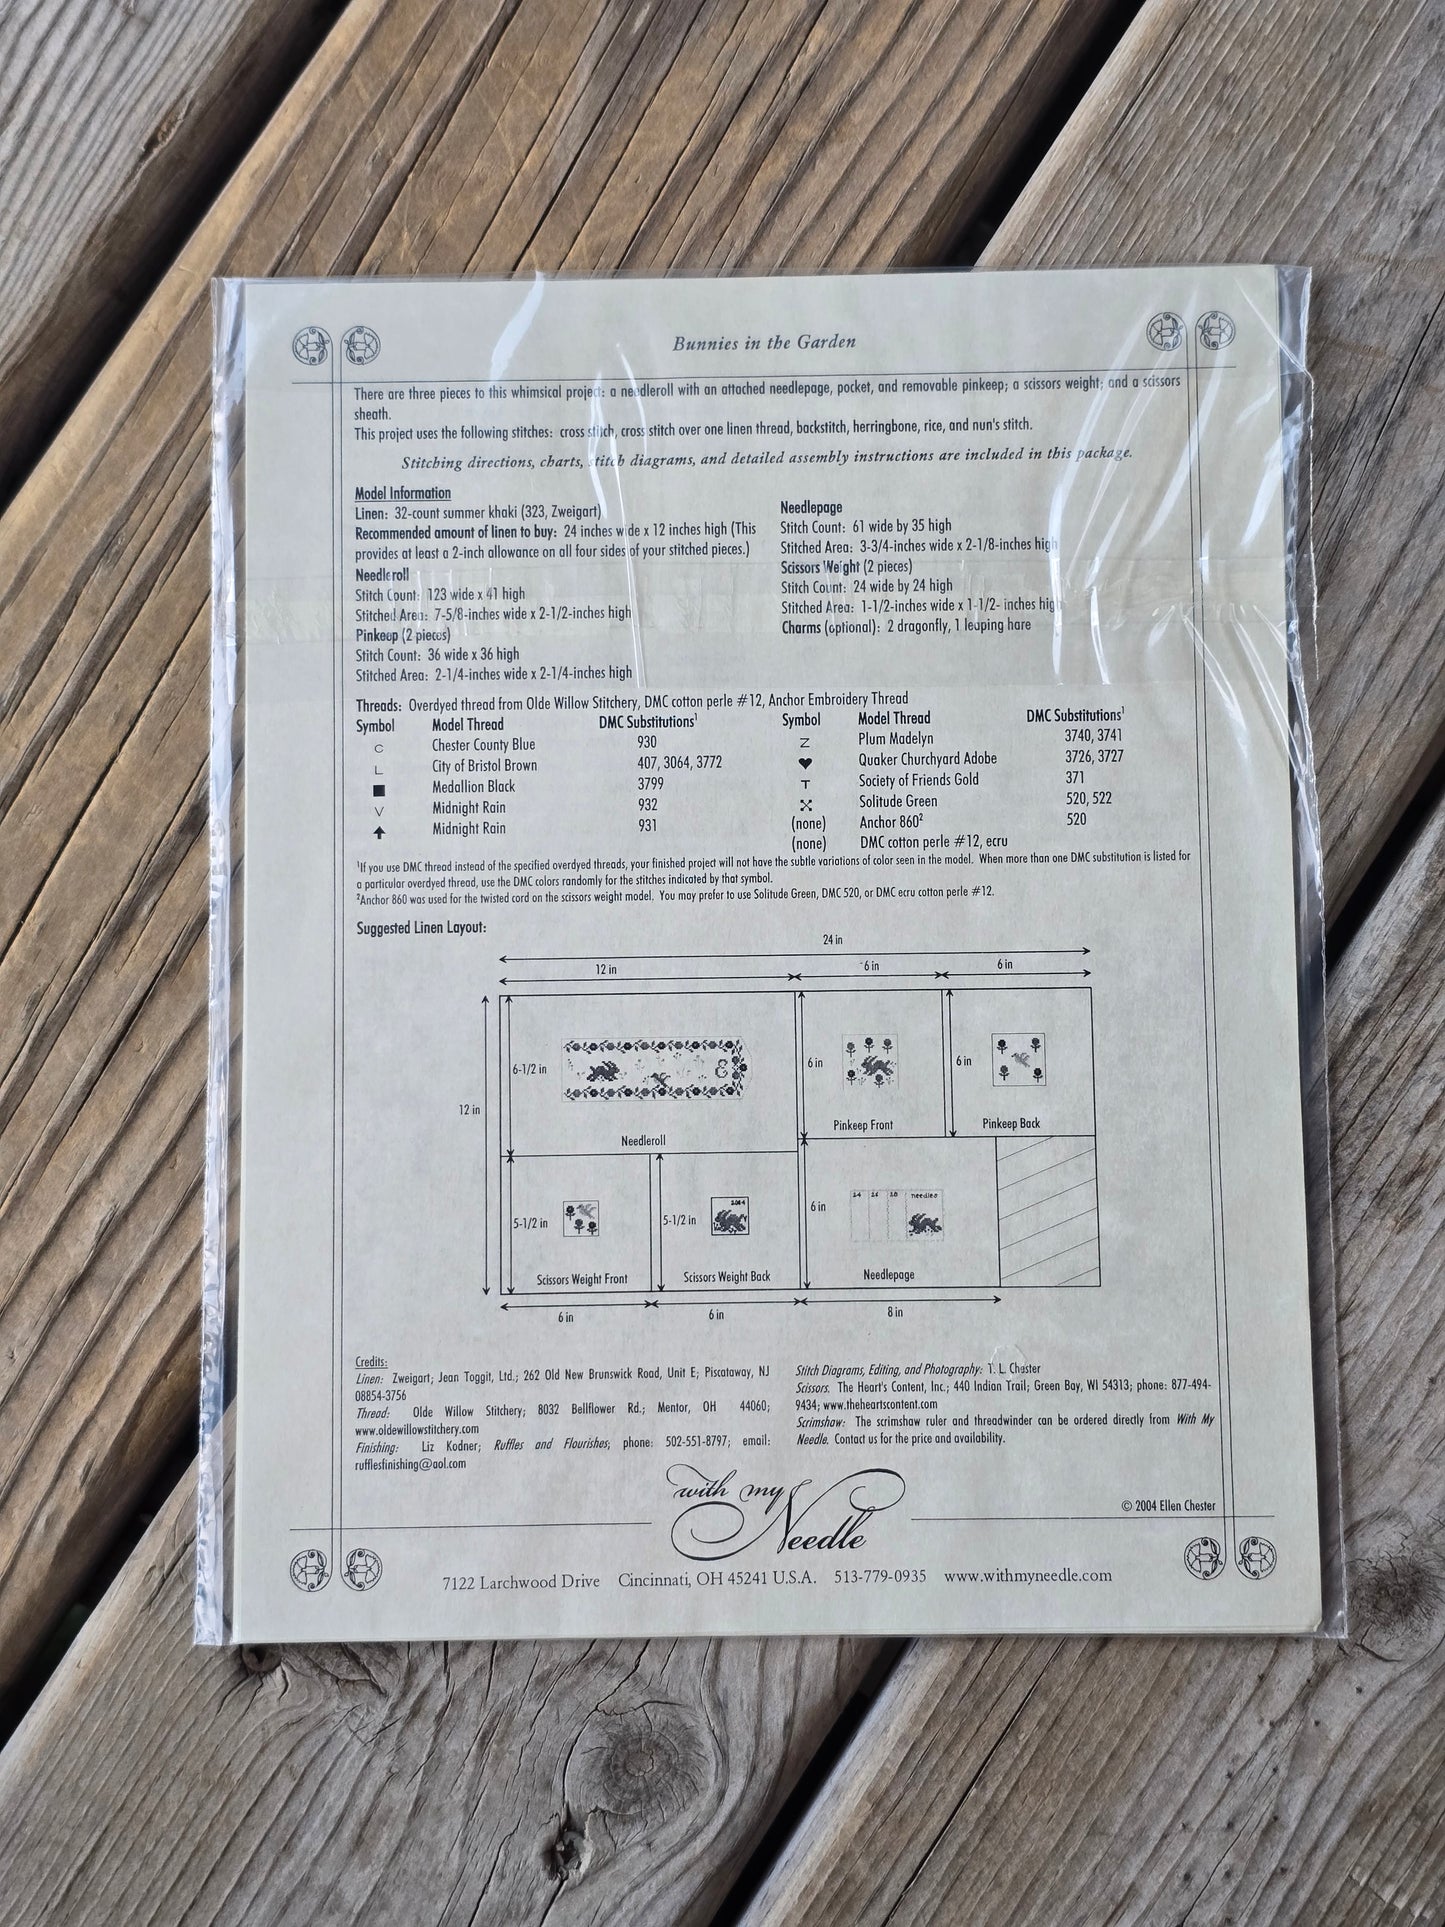 Bunnies in the Garden
There are three pieces to this whimsical project: a needleroll with an attached needlepage, pocket, and removable pinkeep; a scissors weight; and a scissors
sheath.
This project uses the following stitches: cross stitch, cross stitch over one linen thread, backstitch, herringbone, rice, and nun's stitch.
Stitching directions, charts, stitch diagrams, and detailed assembly instructions are included in this package.
Model Information
Linen: 32-count summer khaki (323, Zweigart)
Recommended amount of linen to buy: 24 inches wide x 12 inches high (This
provides at least a 2-inch allowance on all four sides of your stitched pieces.)
Needleroll
Stitch Count: 123 wide x 41 high
Stitched Area: 7-5/8-inches wide x 2-1/2-inches high
Pinkeep (2 pieces)
Stitch Count: 36 wide x 36 high
Stitched Area: 2-1/4-inches wide x 2-1/4-inches high
Needlepage
Stitch Count: 61 wide by 35 high
Stitched Area: 3-3/4-inches wide x 2-1/8-inches high
Scissors Weight (2 pieces)
Stitch Count: 24 wide by 24 high
Stitched Area: 1-1/2-inches wide x 1-1/2- inches high
Charms (optional): 2 dragonfly, 1 leaping hare
Threads: Overdyed thread from Olde Willow Stitchery, DMC cotton perle #12, Anchor Embroidery Thread
Symbol Model Thread DMC Substitutions¹ Symbol Model Thread DMC Substitutions¹
C Chester County Blue 930 Z Plum Madelyn 3740, 3741
L City of Bristol Brown 407, 3064, 3772 ♥ Quaker Churchyard Adobe 3726, 3727
■ Medallion Black 3799 T Society of Friends Gold 371
V Midnight Rain 932 Solitude Green 520, 522
↑ Midnight Rain 931 (none) Anchor 860² 520
(none) DMC cotton perle #12, ecru
¹If you use DMC thread instead of the specified overdyed threads, your finished project will not have the subtle variations of color seen in the model. When more than one DMC substitution is listed for
a particular overdyed thread, use the DMC colors randomly for the stitches indicated by that symbol.
²Anchor 860 was used for the twisted cord on the scissors weight model. You may prefer to use Solitude Green, DMC 520, or DMC ecru cotton perle #12.
Suggested Linen Layout:
24 in
12 in 6 in 6 in
6-1/2 in 6 in 6 in
12 in
Needleroll Pinkeep Front Pinkeep Back
2004
24 26 28 needles
5-1/2 in 5-1/2 in 6 in
Scissors Weight Front Scissors Weight Back Needlepage
6 in 6 in 8 in
Credits:
Linen: Zweigart; Jean Toggit, Ltd.; 262 Old New Brunswick Road, Unit E; Piscataway, NJ
08854-3756
Thread: Olde Willow Stitchery; 8032 Bellflower Rd.; Mentor, OH 44060;
www.oldewillowstitchery.com
Finishing: Liz Kodner; Ruffles and Flourishes; phone: 502-551-8797; email:
rufflesfinishing@aol.com
Stitch Diagrams, Editing, and Photography: T. L. Chester
Scissors: The Heart's Content, Inc.; 440 Indian Trail; Green Bay, WI 54313; phone: 877-494-
9434; www.theheartscontent.com
Scrimshaw: The scrimshaw ruler and threadwinder can be ordered directly from With My
Needle. Contact us for the price and availability.
with my
Needle
© 2004 Ellen Chester
7122 Larchwood Drive Cincinnati, OH 45241 U.S.A. 513-779-0935 www.withmyneedle.com